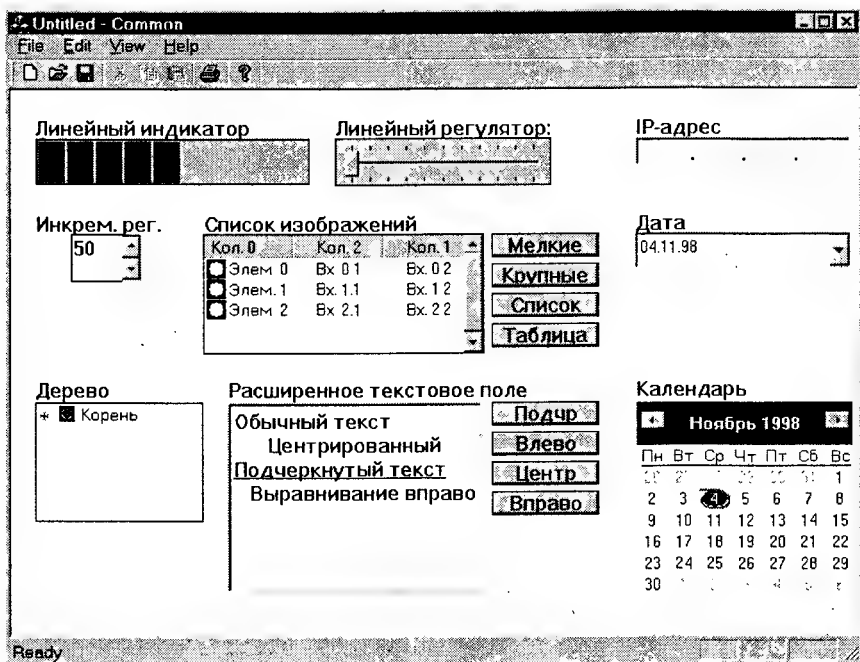 Untitled - Common
File Edit View Help
Линейный индикатор
Линейный регулятор:
IP-адрес
. . .
Инкрем. рег.
50
Список изображений
Кол. 0 Кол. 2 Кол. 1
Элем 0 Вх 0 1 Вх. 0 2
Элем. 1 Вх. 1.1 Вх. 1 2
Элем 2 Вх 2.1 Вх. 2 2
Мелкие
Крупные
Список
Таблица
Дата
04.11.98
Дерево
+ Корень
Расширенное текстовое поле
Обычный текст
Центрированный
Подчеркнутый текст
Выравнивание вправо
Подчр
Влево
Центр
Вправо
Календарь
Ноябрь 1998
Пн Вт Ср Чт Пт Сб Вс
1
2 3 4 5 6 7 8
9 10 11 12 13 14 15
16 17 18 19 20 21 22
23 24 25 26 27 28 29
30
Ready